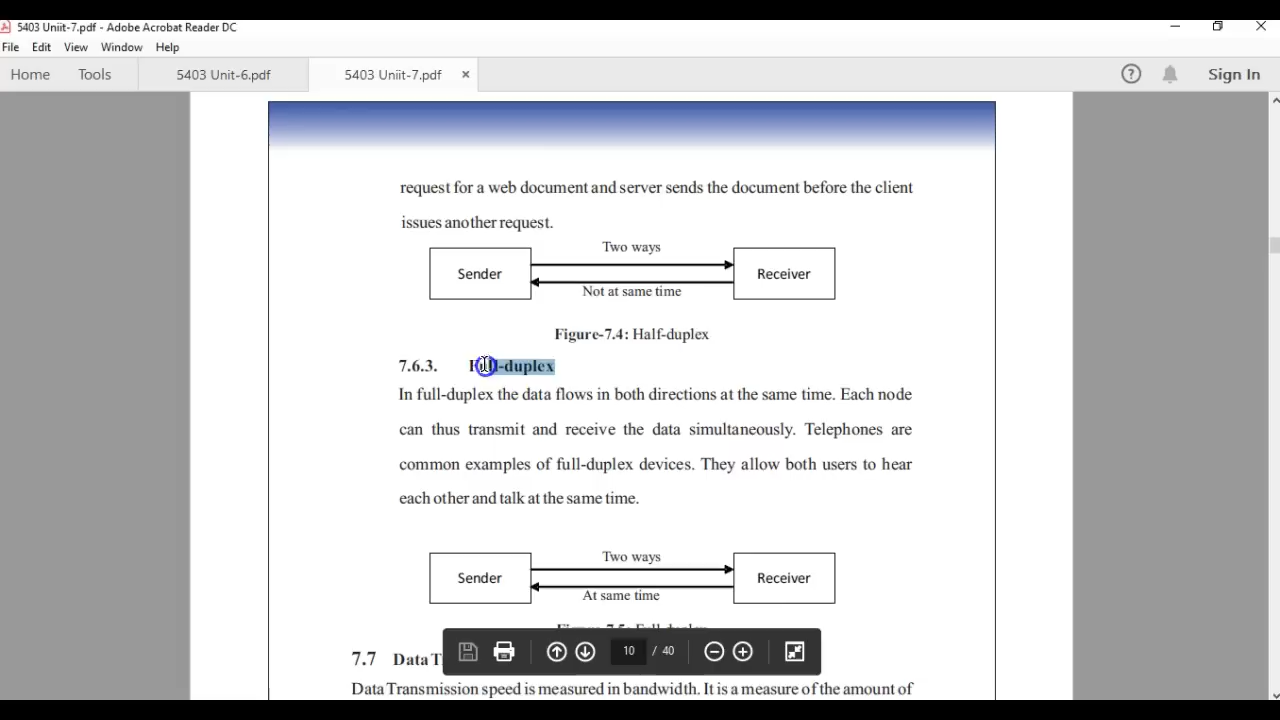 5403 Uniit-7.pdf - Adobe Acrobat Reader DC
File Edit View Window Help
Home Tools 5403 Unit-6.pdf 5403 Uniit-7.pdf × ? Sign In
request for a web document and server sends the document before the client
issues another request.
Two ways
Sender Receiver
Not at same time
Figure-7.4: Half-duplex
7.6.3. Full-duplex
In full-duplex the data flows in both directions at the same time. Each node
can thus transmit and receive the data simultaneously. Telephones are
common examples of full-duplex devices. They allow both users to hear
each other and talk at the same time.
Two ways
Sender Receiver
At same time
Figure-7.5: Full-duplex
10 / 40
7.7 Data T
Data Transmission speed is measured in bandwidth. It is a measure of the amount of